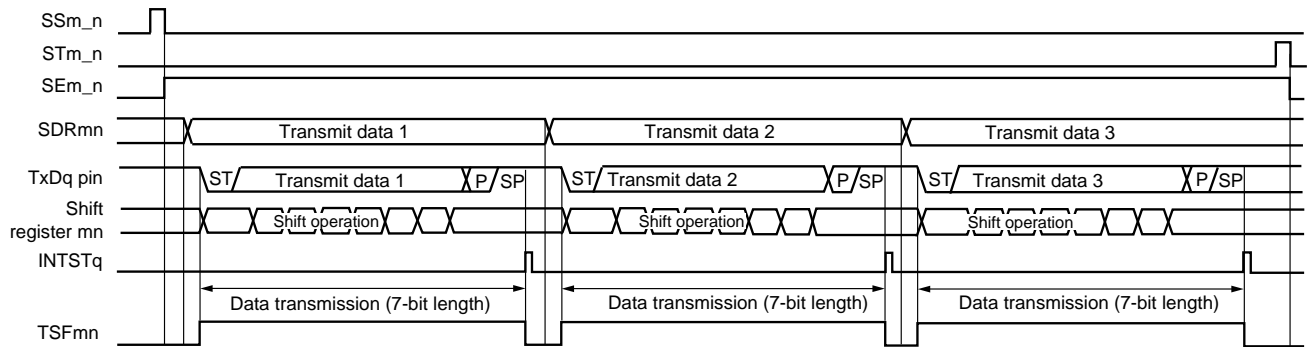 SSm_n
STm_n
SEm_n
SDRmn Transmit data 1 Transmit data 2 Transmit data 3
TxDq pin ST Transmit data 1 P SP ST Transmit data 2 P SP ST Transmit data 3 P SP
Shift
register mn Shift operation Shift operation Shift operation
INTSTq
Data transmission (7-bit length) Data transmission (7-bit length) Data transmission (7-bit length)
TSFmn